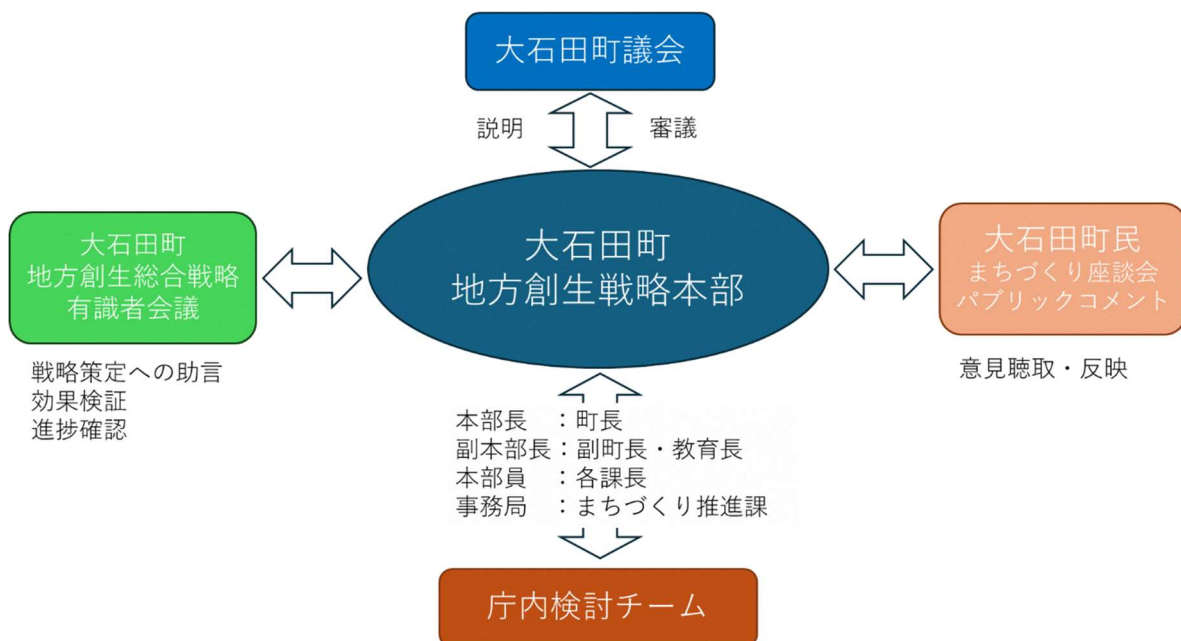 大石田町議会
説明
審議
大石田町
地方創生総合戦略
有識者会議
戦略策定への助言
効果検証
進捗確認
大石田町
地方創生戦略本部
大石田町民
まちづくり座談会
パブリックコメント
意見聴取・反映
本部長　：町長
副本部長：副町長・教育長
本部員　：各課長
事務局　：まちづくり推進課
庁内検討チーム